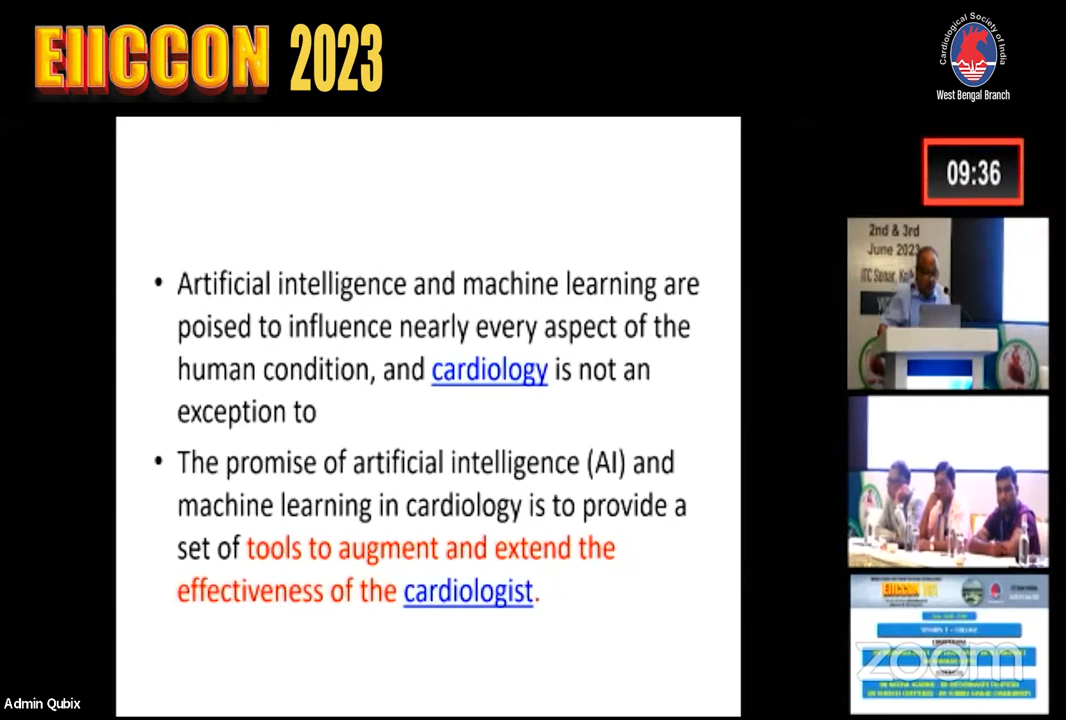 EIICCON 2023
Cardiological Society of India
West Bengal Branch
09:36
2nd & 3rd
June 2023
ITC Sonar,
• Artificial intelligence and machine learning are
poised to influence nearly every aspect of the
human condition, and cardiology is not an
exception to
• The promise of artificial intelligence (AI) and
machine learning in cardiology is to provide a
set of tools to augment and extend the
effectiveness of the cardiologist.
zoom
Admin Qubix